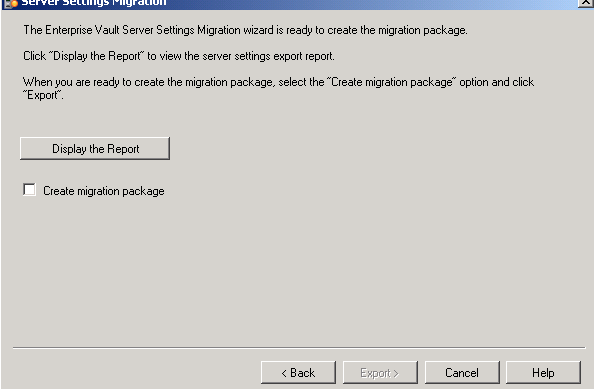 Server Settings Migration
The Enterprise Vault Server Settings Migration wizard is ready to create the migration package.
Click "Display the Report" to view the server settings export report.
When you are ready to create the migration package, select the "Create migration package" option and click
"Export".
Display the Report
Create migration package
< Back Export > Cancel Help